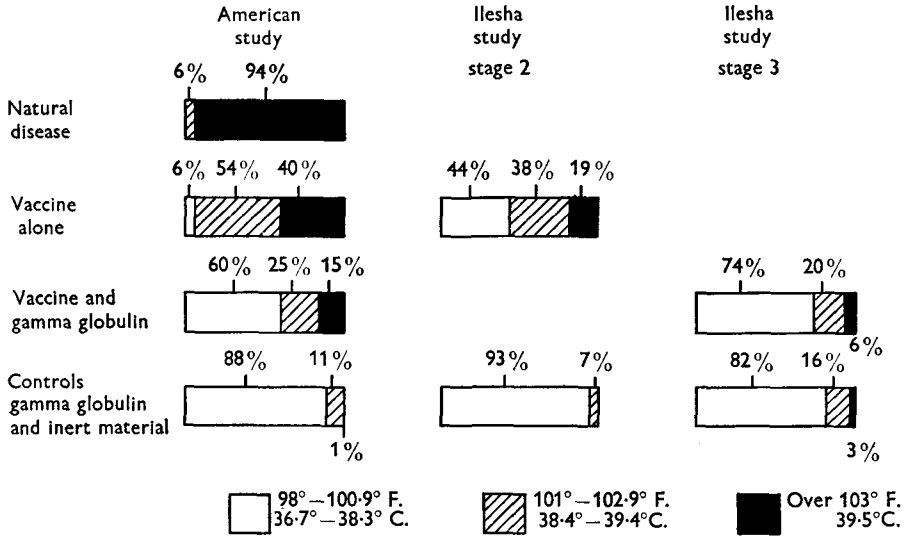 American study
Ilesha study stage 2
Ilesha study stage 3
6% 94%
Natural disease
6% 54% 40%
44% 38% 19%
Vaccine alone
60% 25% 15%
74% 20%
6%
Vaccine and gamma globulin
88% 11%
1%
93% 7%
82% 16%
3%
Controls gamma globulin and inert material
98°–100·9° F.
36·7°–38·3° C.
101°–102·9° F.
38·4°–39·4°C.
Over 103° F.
39·5°C.